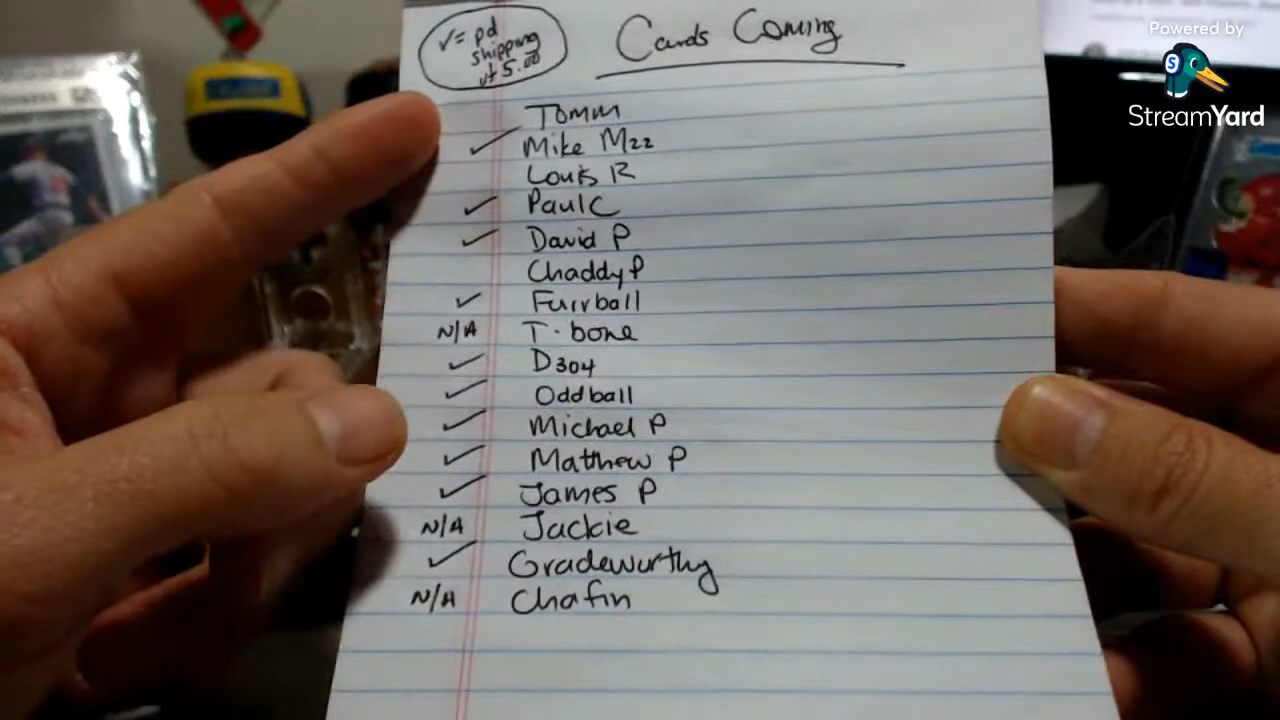 Cards Coming
✓= pd
shipping
of 5.00
Tomm
✓ Mike Mzz
Louis R
✓ Paul C
✓ David P
Chaddy P
✓ Furrball
N/A T-bone
✓ D304
✓ Oddball
✓ Michael P
✓ Matthew P
✓ James P
N/A Jackie
✓ Gradeworthy
N/A Chafin
Powered by
StreamYard